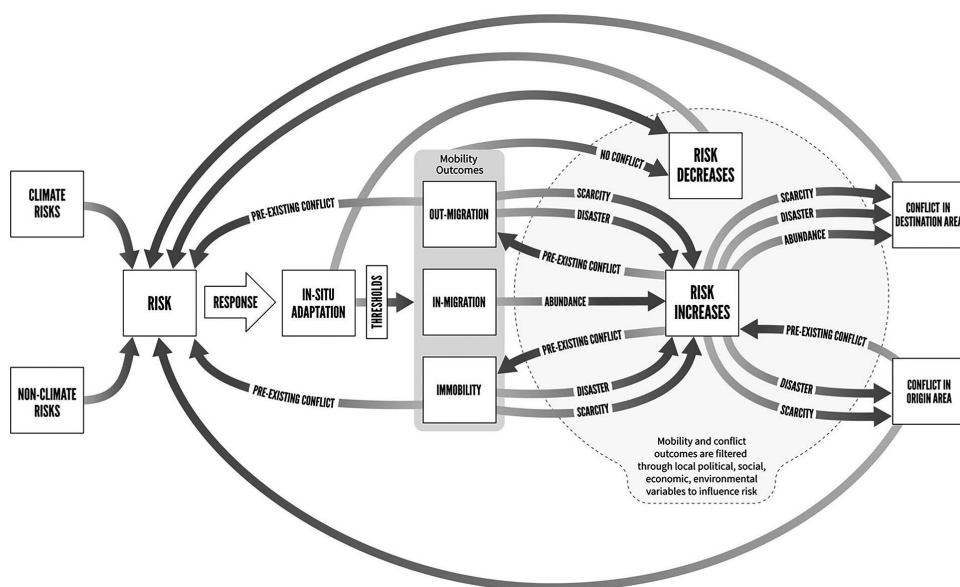 CLIMATE
RISKS
NON-CLIMATE
RISKS
RISK
RESPONSE
IN-SITU
ADAPTATION
THRESHOLDS
Mobility
Outcomes
OUT-MIGRATION
IN-MIGRATION
IMMOBILITY
PRE-EXISTING CONFLICT
PRE-EXISTING CONFLICT
NO CONFLICT
SCARCITY
DISASTER
PRE-EXISTING CONFLICT
ABUNDANCE
PRE-EXISTING CONFLICT
DISASTER
SCARCITY
RISK
DECREASES
RISK
INCREASES
SCARCITY
DISASTER
ABUNDANCE
PRE-EXISTING CONFLICT
DISASTER
SCARCITY
CONFLICT IN
DESTINATION AREA
CONFLICT IN
ORIGIN AREA
Mobility and conflict
outcomes are filtered
through local political, social,
economic, environmental
variables to influence risk